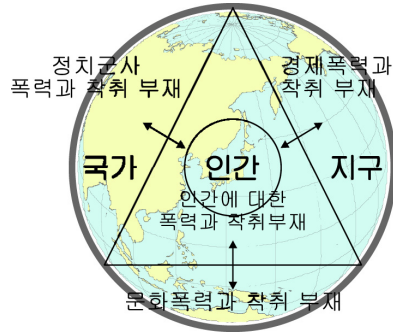 정치군사
폭력과 착취 부재
경제폭력과
착취 부재
국가
인간
지구
인간에 대한
폭력과 착취부재
문화폭력과 착취 부재